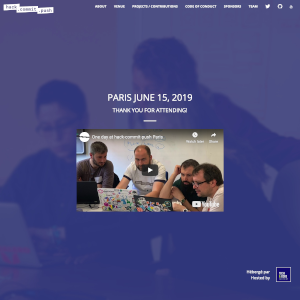 hack
.commit
.push
ABOUT
VENUE
PROJECTS / CONTRIBUTIONS
CODE OF CONDUCT
SPONSORS
TEAM
PARIS JUNE 15, 2019
THANK YOU FOR ATTENDING!
One day at hack-commit-push Paris
Watch later
Share
YouTube
Hébergé par
Hosted by